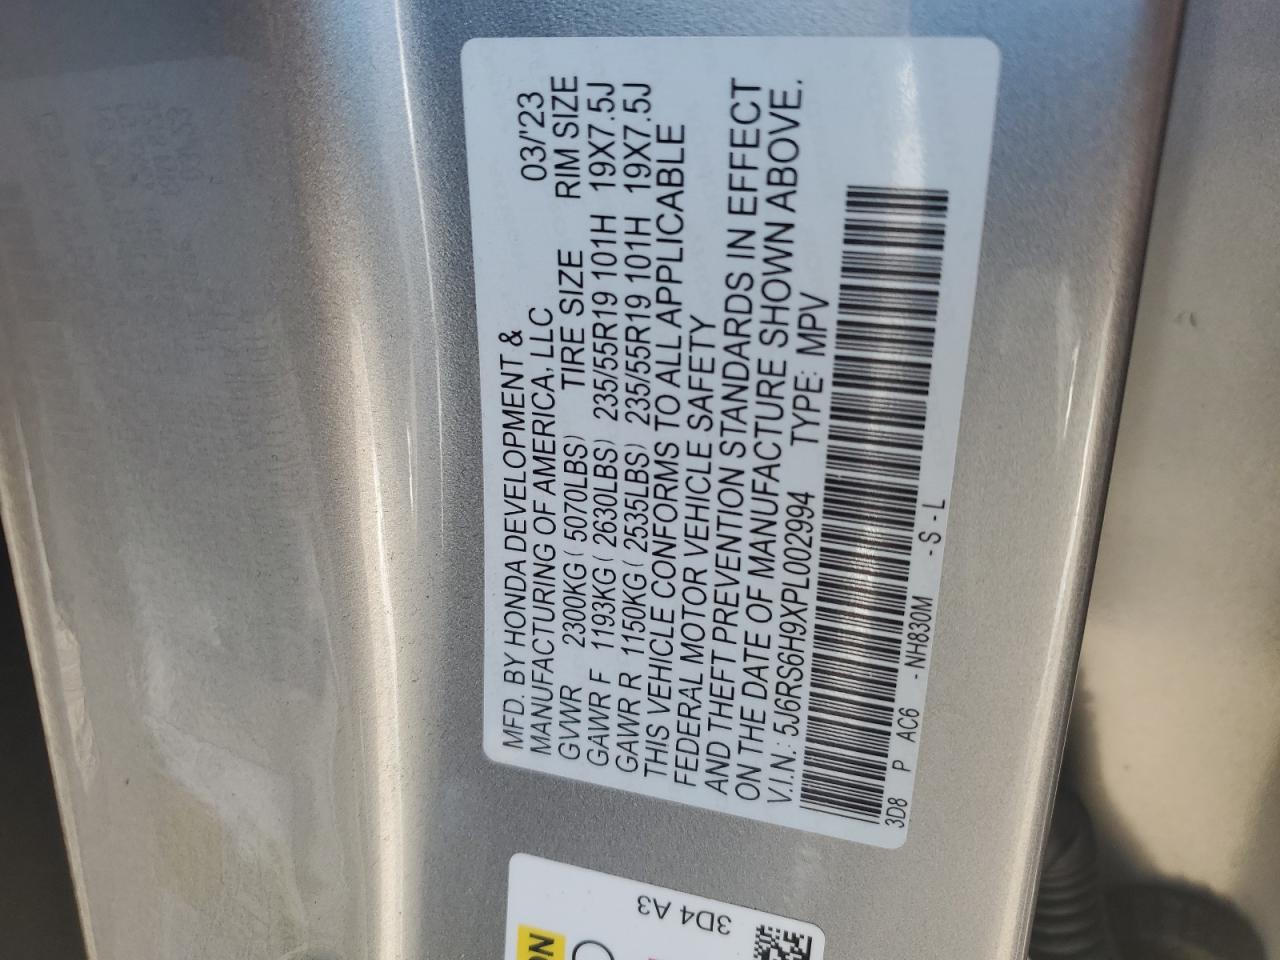 MFD. BY HONDA DEVELOPMENT &
MANUFACTURING OF AMERICA, LLC 03/'23
GVWR 2300KG ( 5070LBS) TIRE SIZE RIM SIZE
GAWR F 1193KG ( 2630LBS) 235/55R19 101H 19X7.5J
GAWR R 1150KG ( 2535LBS) 235/55R19 101H 19X7.5J
THIS VEHICLE CONFORMS TO ALL APPLICABLE
FEDERAL MOTOR VEHICLE SAFETY
AND THEFT PREVENTION STANDARDS IN EFFECT
ON THE DATE OF MANUFACTURE SHOWN ABOVE.
V.I.N.: 5J6RS6H9XPL002994 TYPE: MPV
3D8 P AC6 - NH830M - S - L
3D4 A3